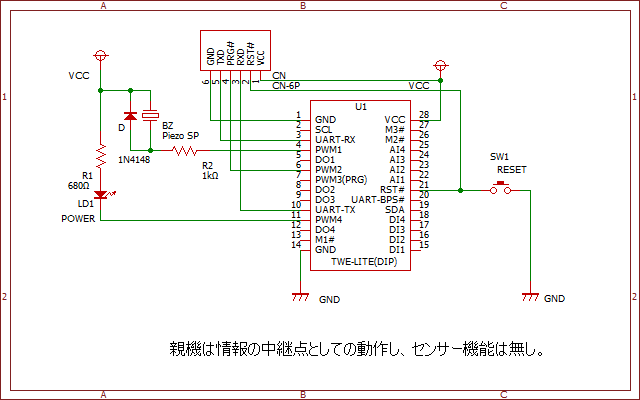 A B C
1 1
2 2
A B C
GND TXD PRG# RXD RST# VCC
6 5 4 3 2 1
CN
CN-6P
VCC
VCC
D
1N4148
BZ
Piezo SP
R2
1kΩ
R1
680Ω
LD1
POWER
U1
1 GND
2 SCL
3 UART-RX
4 PWM1
5 DO1
6 PWM2
7 PWM3(PRG)
8 DO2
9 DO3
10 UART-TX
11 PWM4
12 DO4
13 M1#
14 GND
VCC 28
M3# 27
M2# 26
AI4 25
AI3 24
AI2 23
AI1 22
RST# 21
UART-BPS# 20
SDA 19
DI4 18
DI3 17
DI2 16
DI1 15
TWE-LITE(DIP)
SW1
RESET
GND
GND
親機は情報の中継点としての動作し、センサー機能は無し。